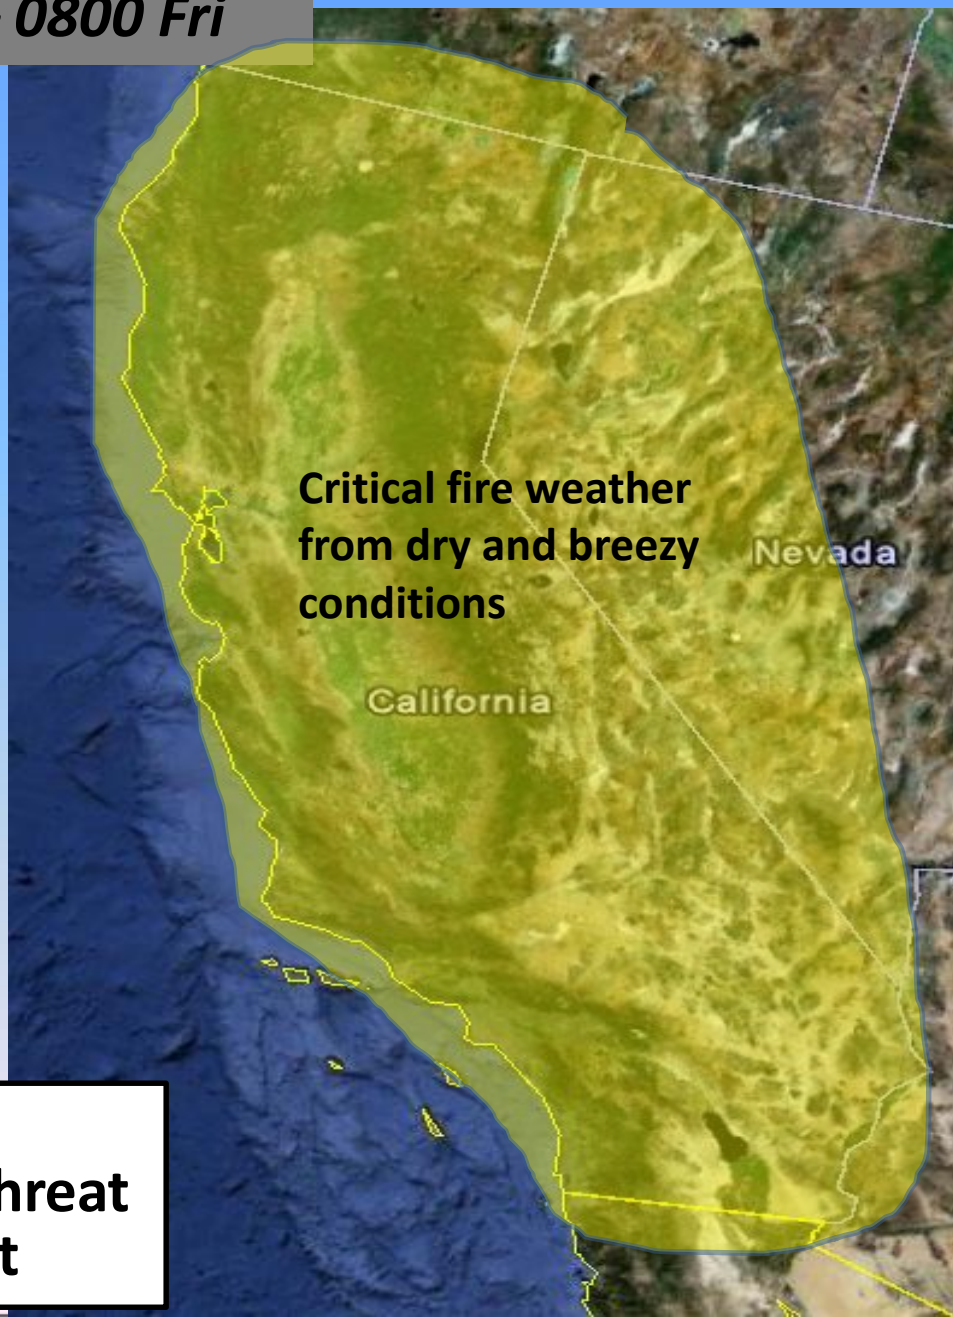 0800 Fri
Critical fire weather
from dry and breezy
conditions
Nevada
California
hreat
t